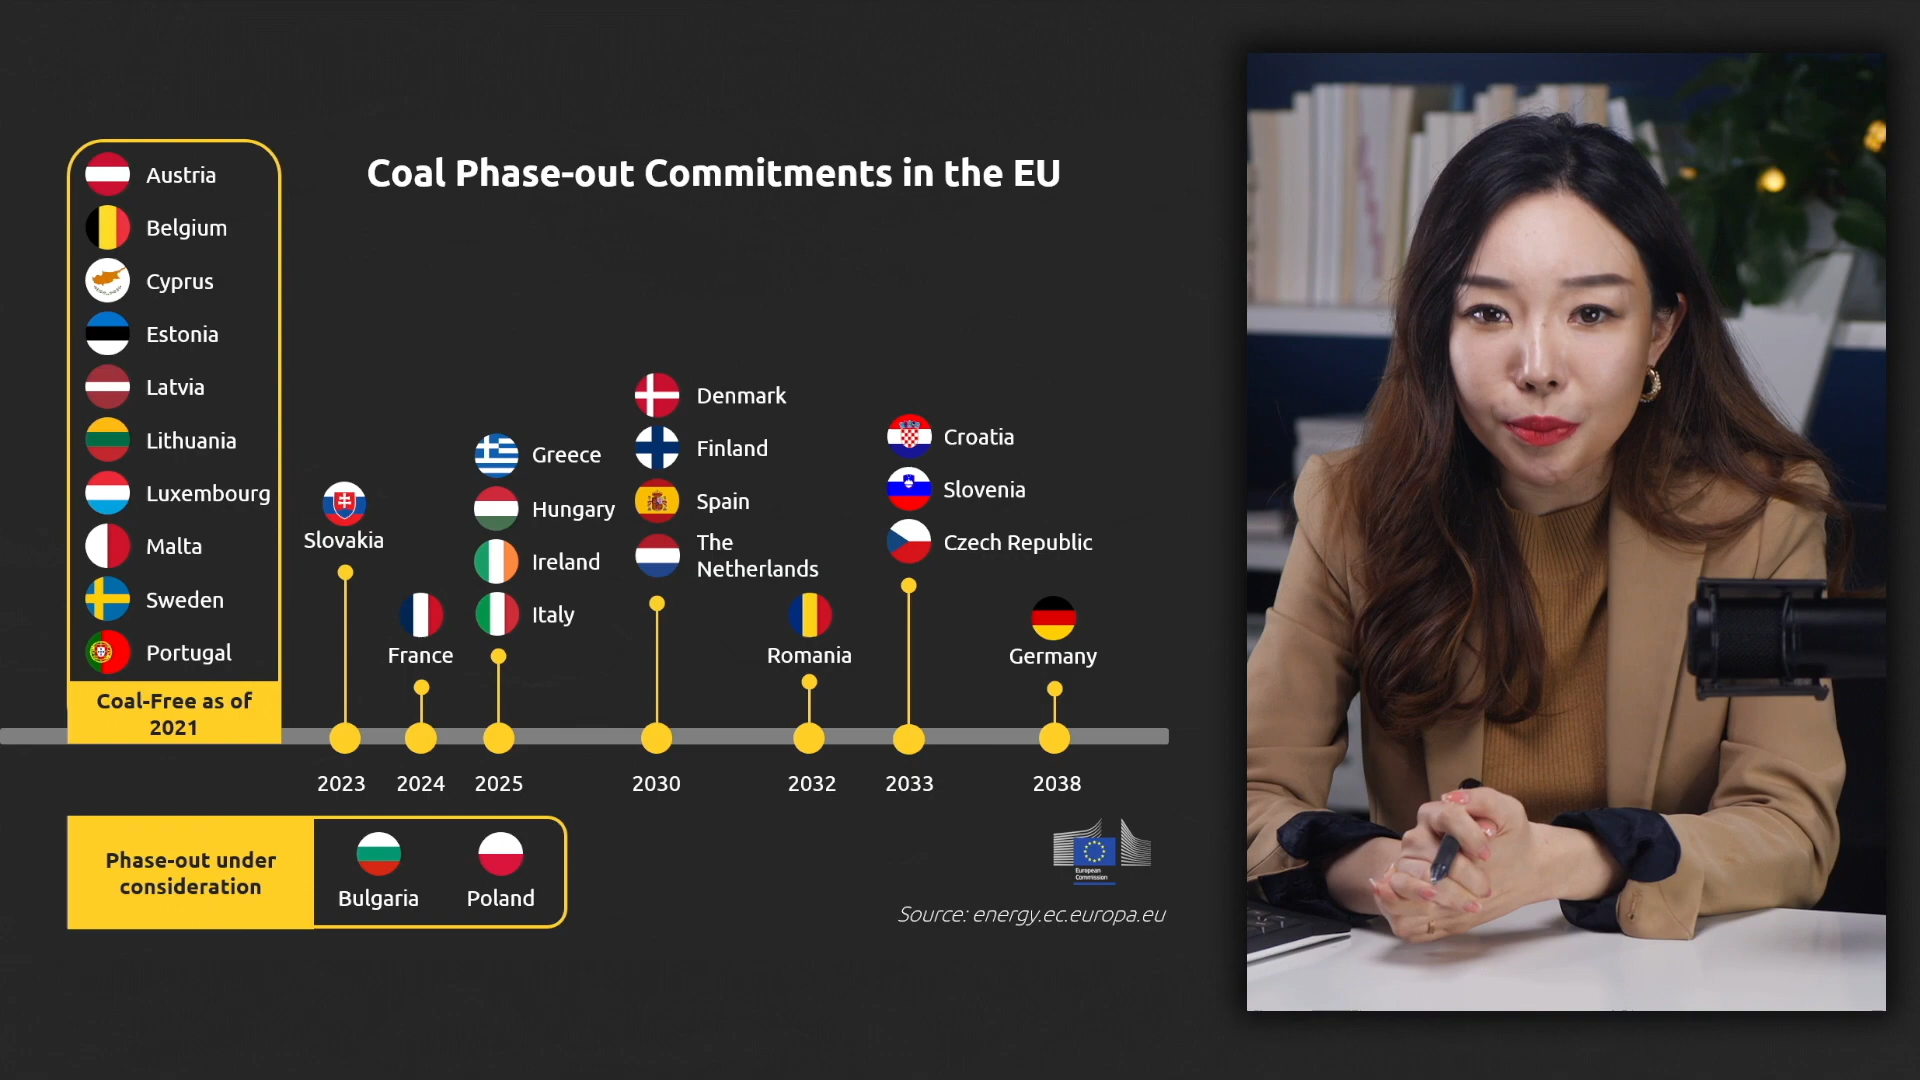 Coal Phase-out Commitments in the EU
Austria
Belgium
Cyprus
Estonia
Latvia
Lithuania
Luxembourg
Malta
Sweden
Portugal
Coal-Free as of
2021
Slovakia
France
Greece
Hungary
Ireland
Italy
Denmark
Finland
Spain
The
Netherlands
Romania
Croatia
Slovenia
Czech Republic
Germany
2023
2024
2025
2030
2032
2033
2038
Phase-out under
consideration
Bulgaria
Poland
European
Commission
Source: energy.ec.europa.eu